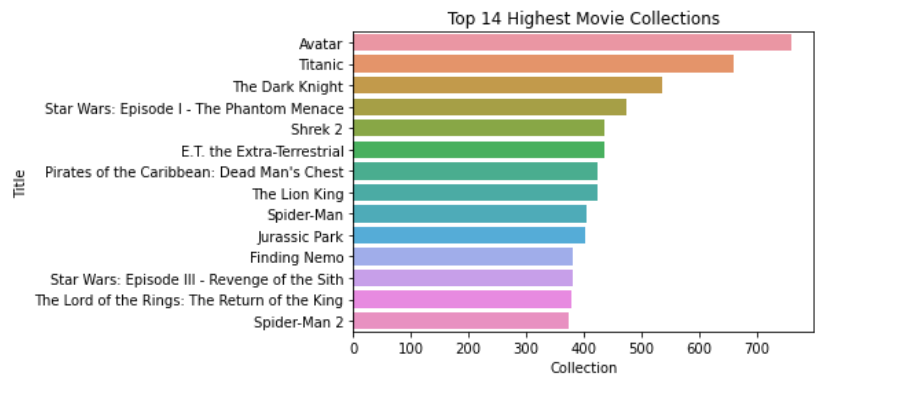 Top 14 Highest Movie Collections
Avatar
Titanic
The Dark Knight
Star Wars: Episode I - The Phantom Menace
Shrek 2
E.T. the Extra-Terrestrial
Pirates of the Caribbean: Dead Man's Chest
The Lion King
Spider-Man
Jurassic Park
Finding Nemo
Star Wars: Episode III - Revenge of the Sith
The Lord of the Rings: The Return of the King
Spider-Man 2
Title
0 100 200 300 400 500 600 700
Collection